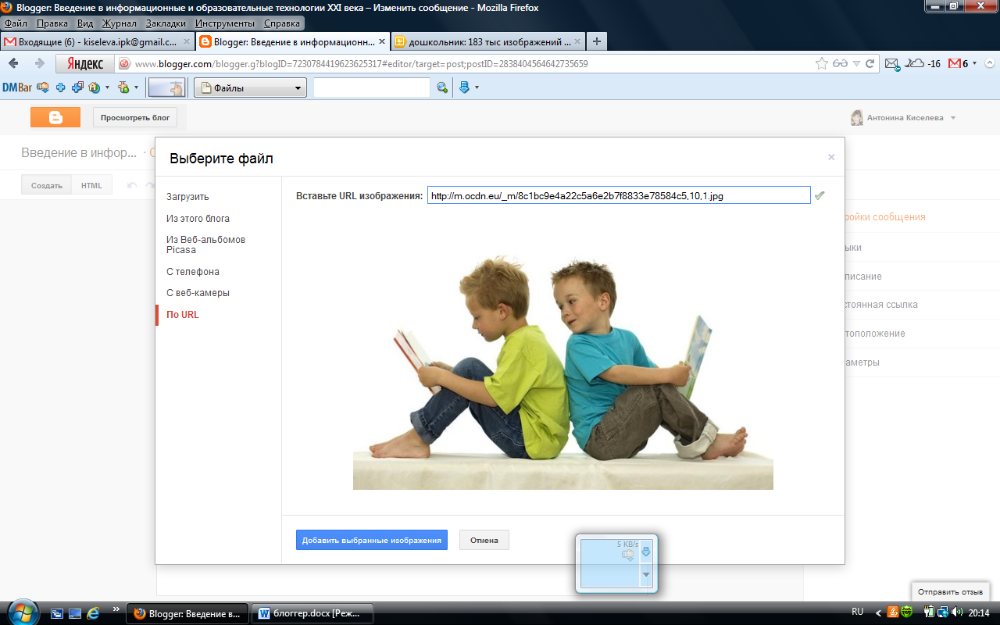 Blogger: Введение в информационные и образовательные технологии XXI века – Изменить сообщение - Mozilla Firefox
Файл Правка Вид Журнал Закладки Инструменты Справка
Входящие (6) - kiseleva.ipk@gmail.c... Blogger: Введение в информационн... дошкольник: 183 тыс изображений ...
Яндекс www.blogger.com/blogger.g?blogID=7230784419623625317#editor/target=post;postID=2838404564642735659 -16 6
DMBar Файлы
Просмотреть блог Антонина Киселева
Введение в инфор... ·
Выберите файл
Создать HTML
Вставьте URL изображения: http://m.ocdn.eu/_m/8c1bc9e4a22c5a6e2b7f8833e78584c5,10,1.jpg
Загрузить
Из этого блога
Из Веб-альбомов
Picasa
С телефона
С веб-камеры
По URL
ройки сообщения
ыки
писание
стоянная ссылка
тоположение
аметры
Добавить выбранные изображения Отмена
5 KB/s
Отправить отзыв
Blogger: Введение в... блоггер.docx [Реж... RU 20:14